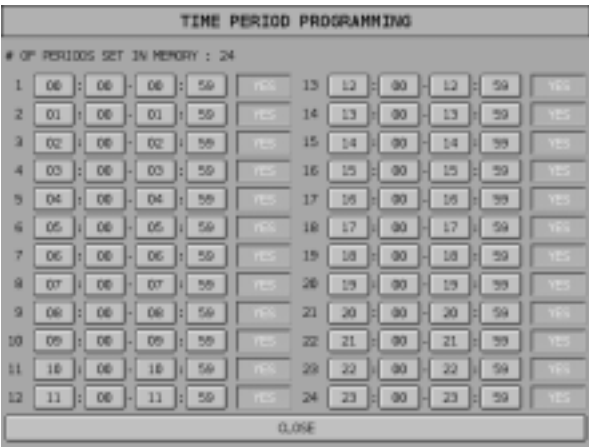 TIME PERIOD PROGRAMMING
# OF PERIODS SET IN MEMORY : 24
1 00 : 00 - 00 : 59 YES 13 12 : 00 - 12 : 59 YES
2 01 : 00 - 01 : 59 YES 14 13 : 00 - 13 : 59 YES
3 02 : 00 - 02 : 59 YES 15 14 : 00 - 14 : 59 YES
4 03 : 00 - 03 : 59 YES 16 15 : 00 - 15 : 59 YES
5 04 : 00 - 04 : 59 YES 17 16 : 00 - 16 : 59 YES
6 05 : 00 - 05 : 59 YES 18 17 : 00 - 17 : 59 YES
7 06 : 00 - 06 : 59 YES 19 18 : 00 - 18 : 59 YES
8 07 : 00 - 07 : 59 YES 20 19 : 00 - 19 : 59 YES
9 08 : 00 - 08 : 59 YES 21 20 : 00 - 20 : 59 YES
10 09 : 00 - 09 : 59 YES 22 21 : 00 - 21 : 59 YES
11 10 : 00 - 10 : 59 YES 23 22 : 00 - 22 : 59 YES
12 11 : 00 - 11 : 59 YES 24 23 : 00 - 23 : 59 YES
CLOSE